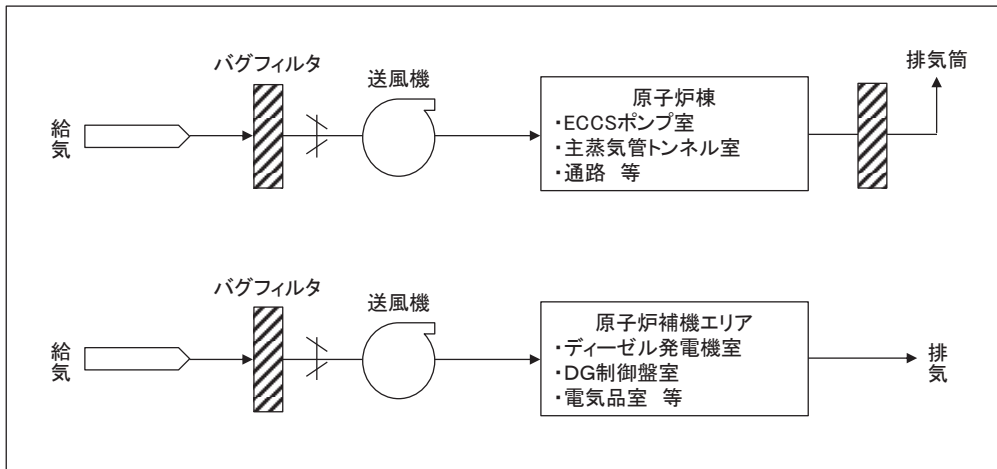 バグフィルタ
送風機
排気筒
給気
原子炉棟
・ECCSポンプ室
・主蒸気管トンネル室
・通路 等
バグフィルタ
送風機
給気
原子炉補機エリア
・ディーゼル発電機室
・DG制御盤室
・電気品室 等
排気